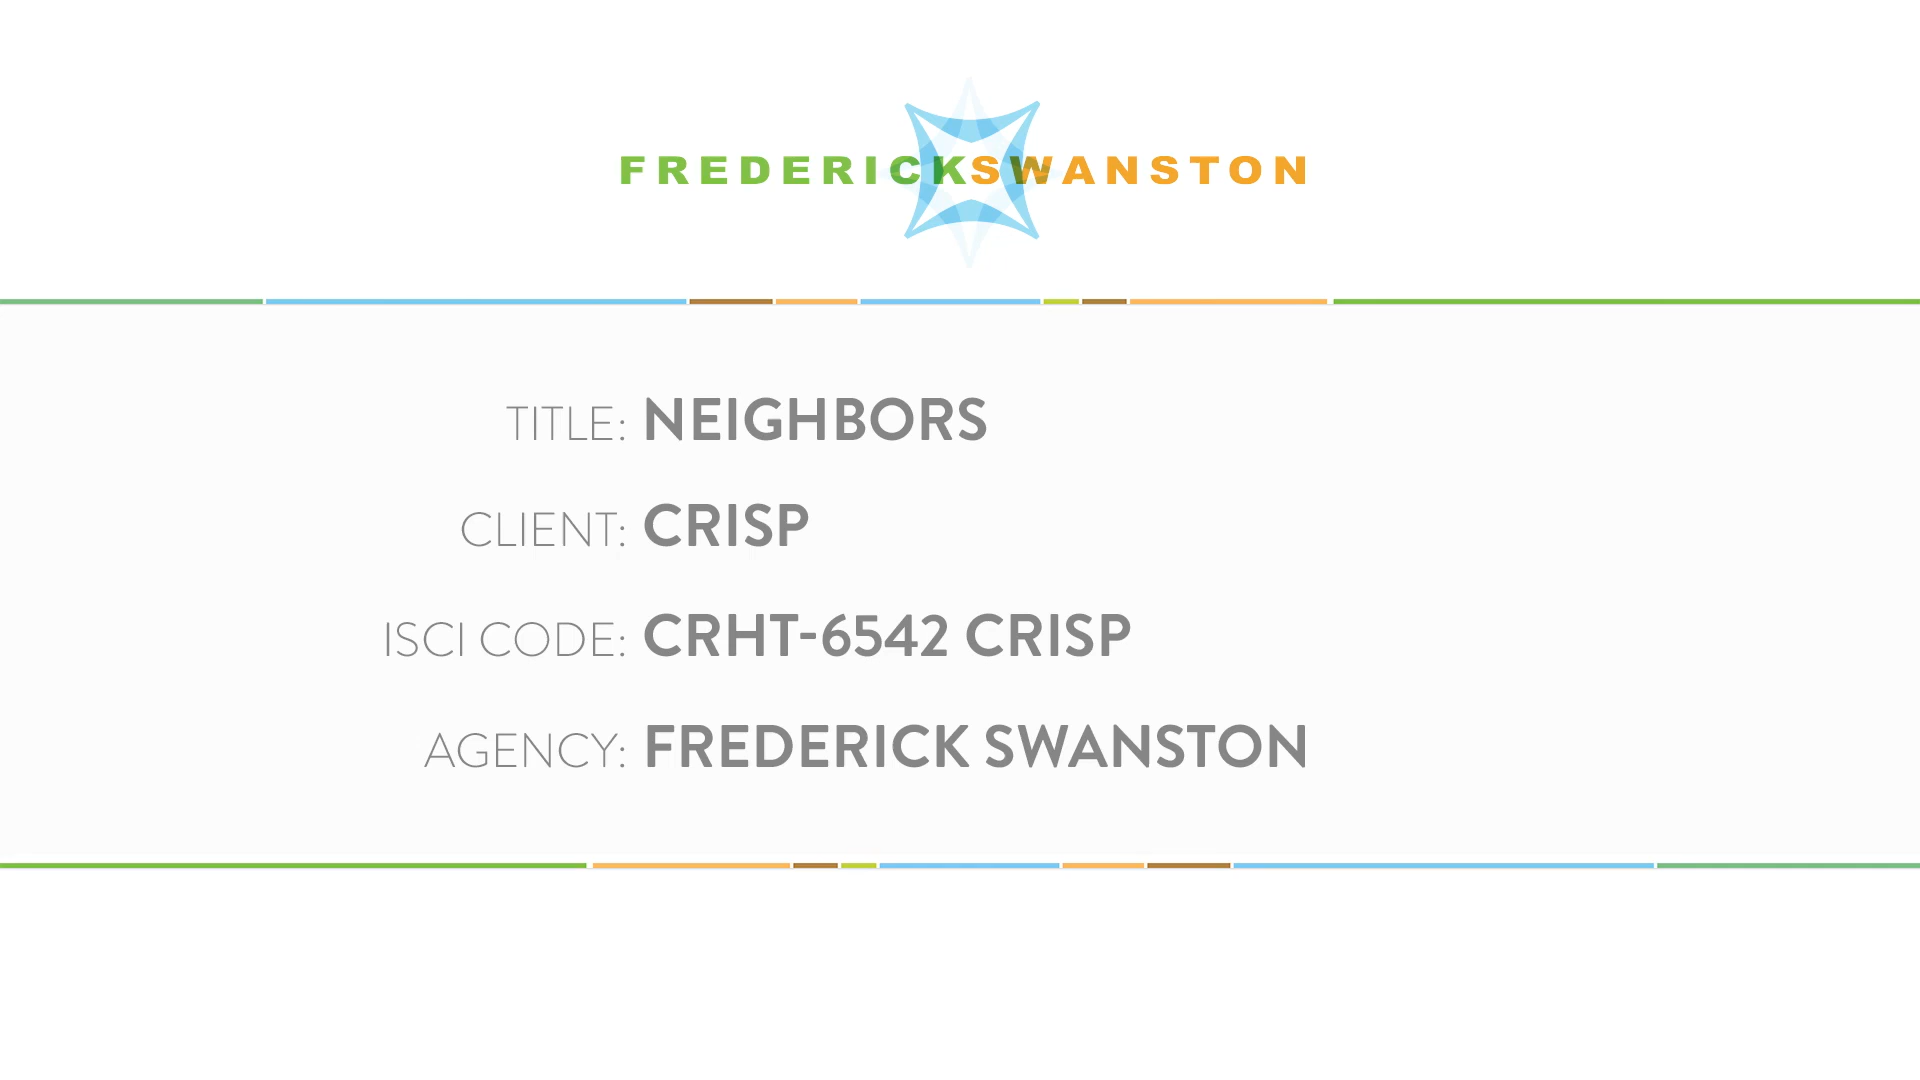 FREDERICKSWANSTON
TITLE: NEIGHBORS
CLIENT: CRISP
ISCI CODE: CRHT-6542 CRISP
AGENCY: FREDERICK SWANSTON